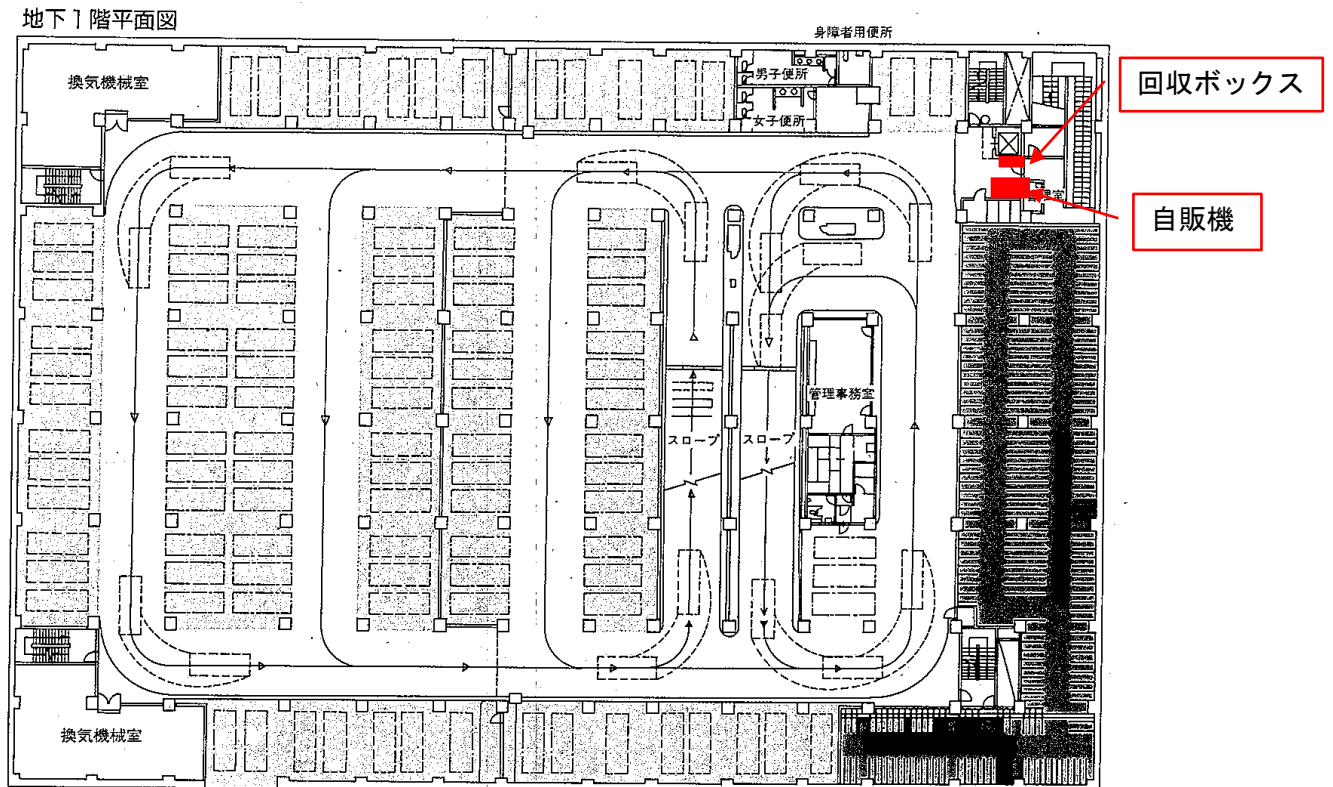 地下1階平面図
身障者用便所
換気機械室
男子便所
女子便所
回収ボックス
自販機
管理事務室
スロープ
スロープ
換気機械室